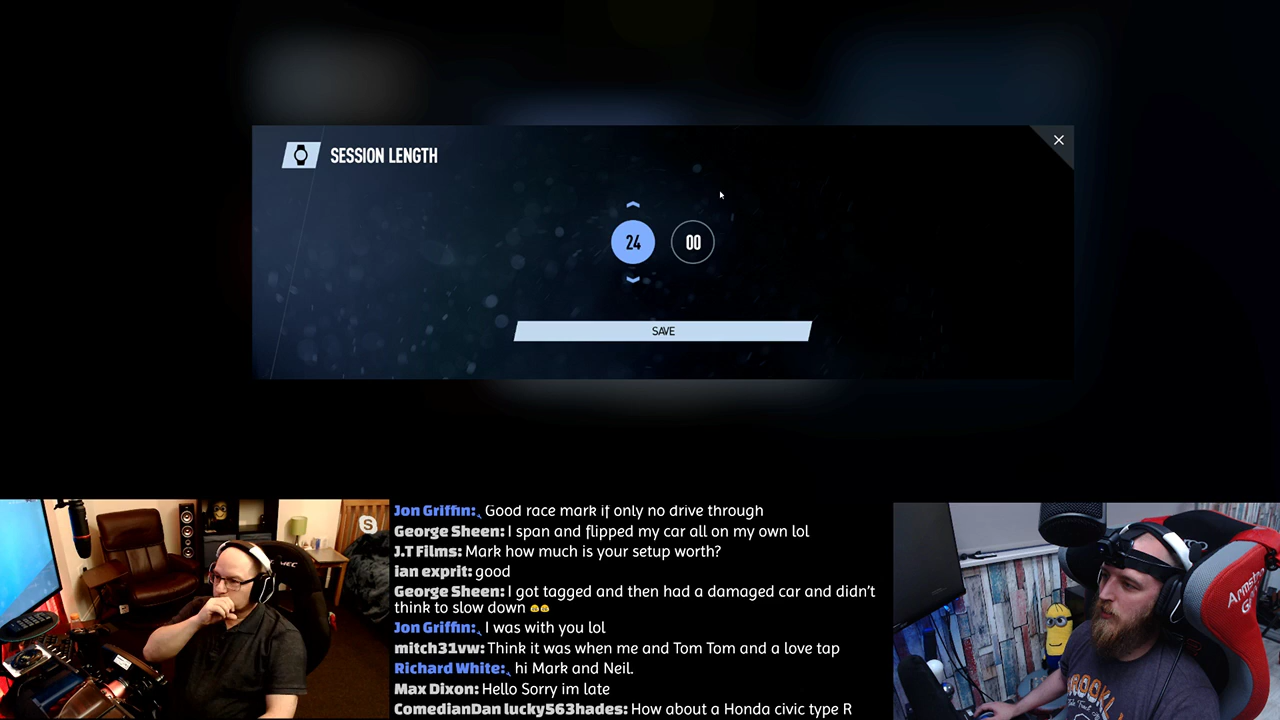 SESSION LENGTH
24 00
SAVE
Jon Griffin: Good race mark if only no drive through
George Sheen: I span and flipped my car all on my own lol
J.T Films: Mark how much is your setup worth?
ian exprit: good
George Sheen: I got tagged and then had a damaged car and didn't
think to slow down
Jon Griffin: I was with you lol
mitch31vw: Think it was when me and Tom Tom and a love tap
Richard White: hi Mark and Neil.
Max Dixon: Hello Sorry im late
ComedianDan lucky563hades: How about a Honda civic type R